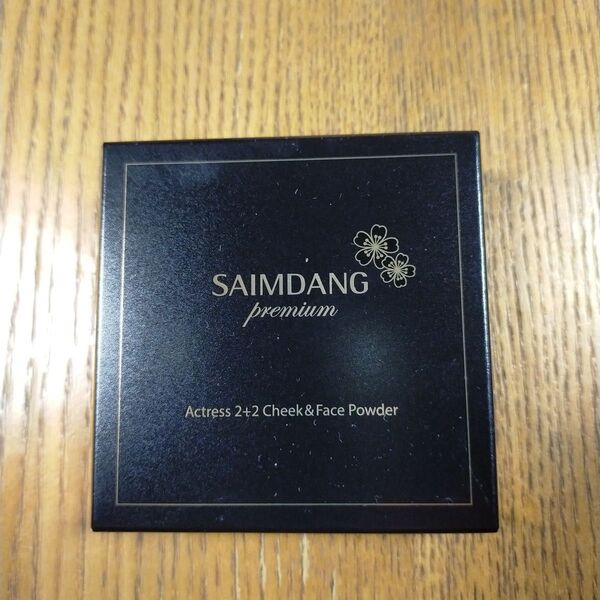 SAIMDANG
premium
Actress 2+2 Cheek&Face Powder